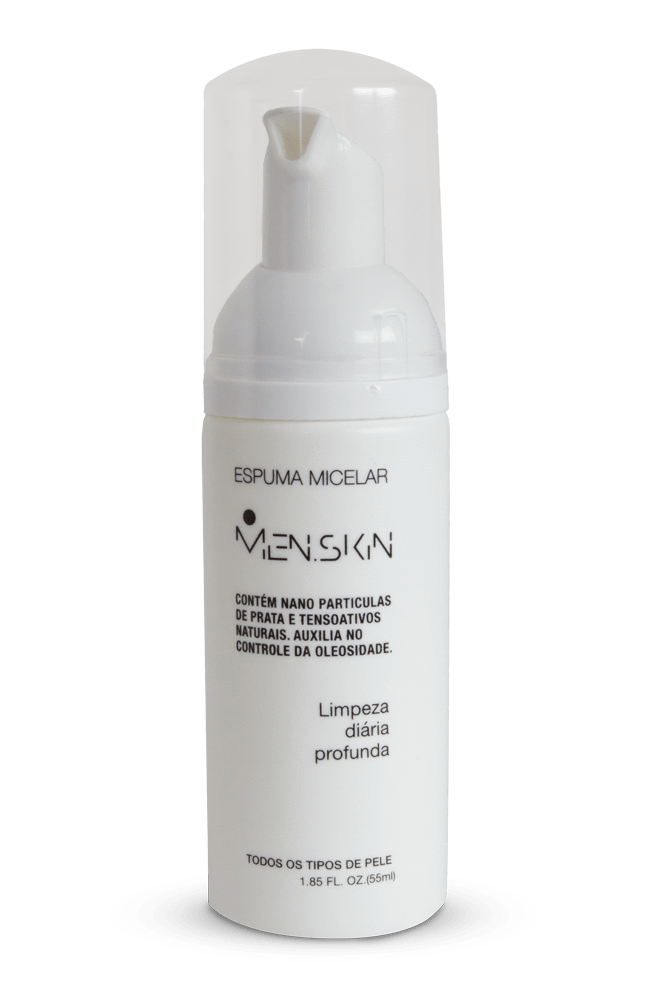 ESPUMA MICELAR
MEN.SKIN
CONTÉM NANO PARTICULAS
DE PRATA E TENSOATIVOS
NATURAIS. AUXILIA NO
CONTROLE DA OLEOSIDADE.
Limpeza
diária
profunda
TODOS OS TIPOS DE PELE
1.85 FL. OZ.(55ml)